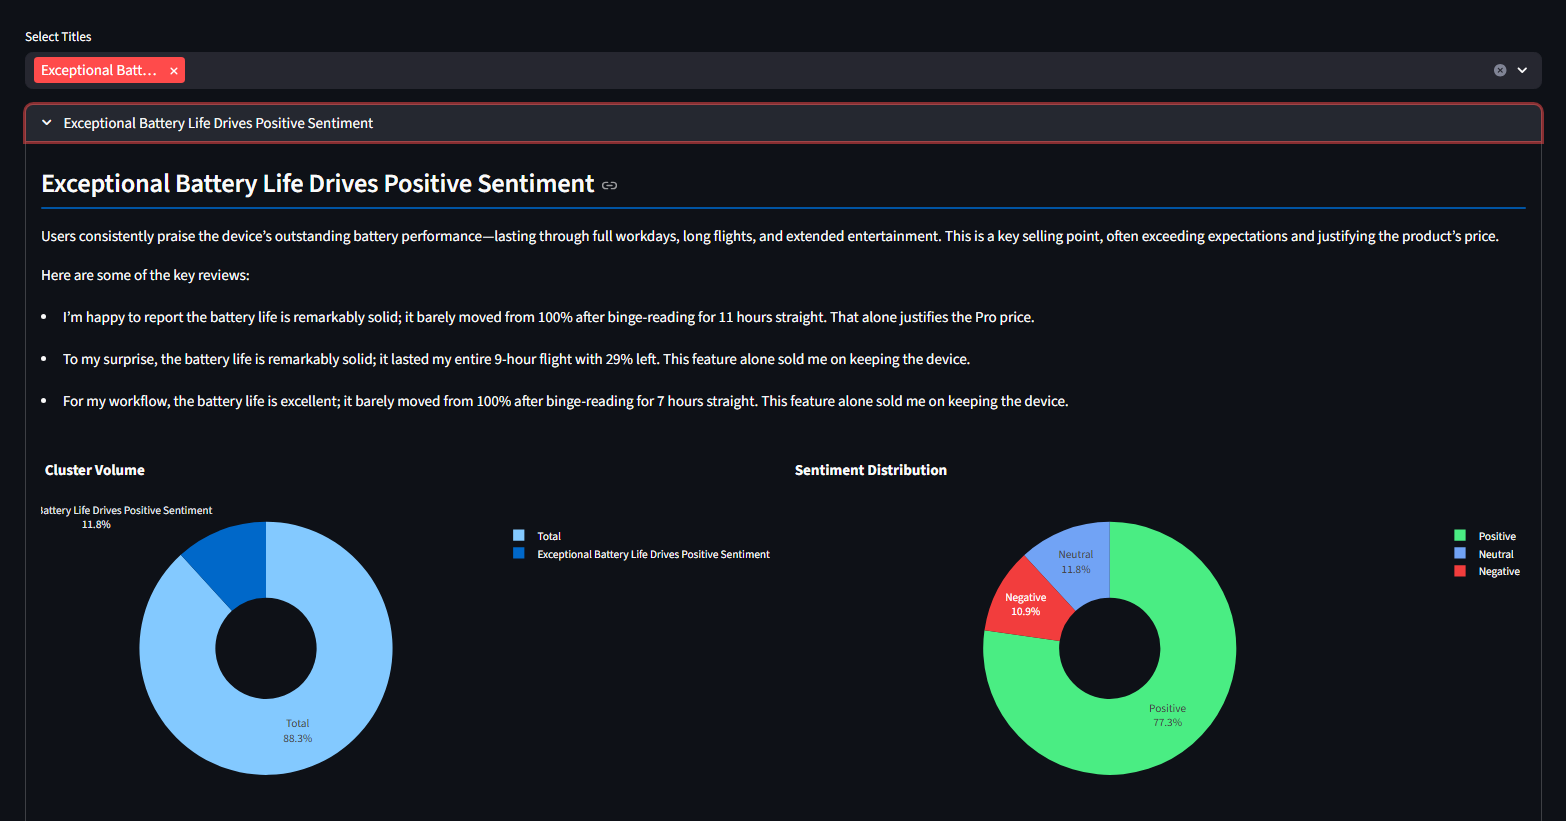 Select Titles
Exceptional Batt...
Exceptional Battery Life Drives Positive Sentiment
Exceptional Battery Life Drives Positive Sentiment
Users consistently praise the device’s outstanding battery performance—lasting through full workdays, long flights, and extended entertainment. This is a key selling point, often exceeding expectations and justifying the product’s price.
Here are some of the key reviews:
• I’m happy to report the battery life is remarkably solid; it barely moved from 100% after binge-reading for 11 hours straight. That alone justifies the Pro price.
• To my surprise, the battery life is remarkably solid; it lasted my entire 9-hour flight with 29% left. This feature alone sold me on keeping the device.
• For my workflow, the battery life is excellent; it barely moved from 100% after binge-reading for 7 hours straight. This feature alone sold me on keeping the device.
Cluster Volume
Battery Life Drives Positive Sentiment
11.8%
Total
88.3%
Total
Exceptional Battery Life Drives Positive Sentiment
Sentiment Distribution
Neutral
11.8%
Negative
10.9%
Positive
77.3%
Positive
Neutral
Negative